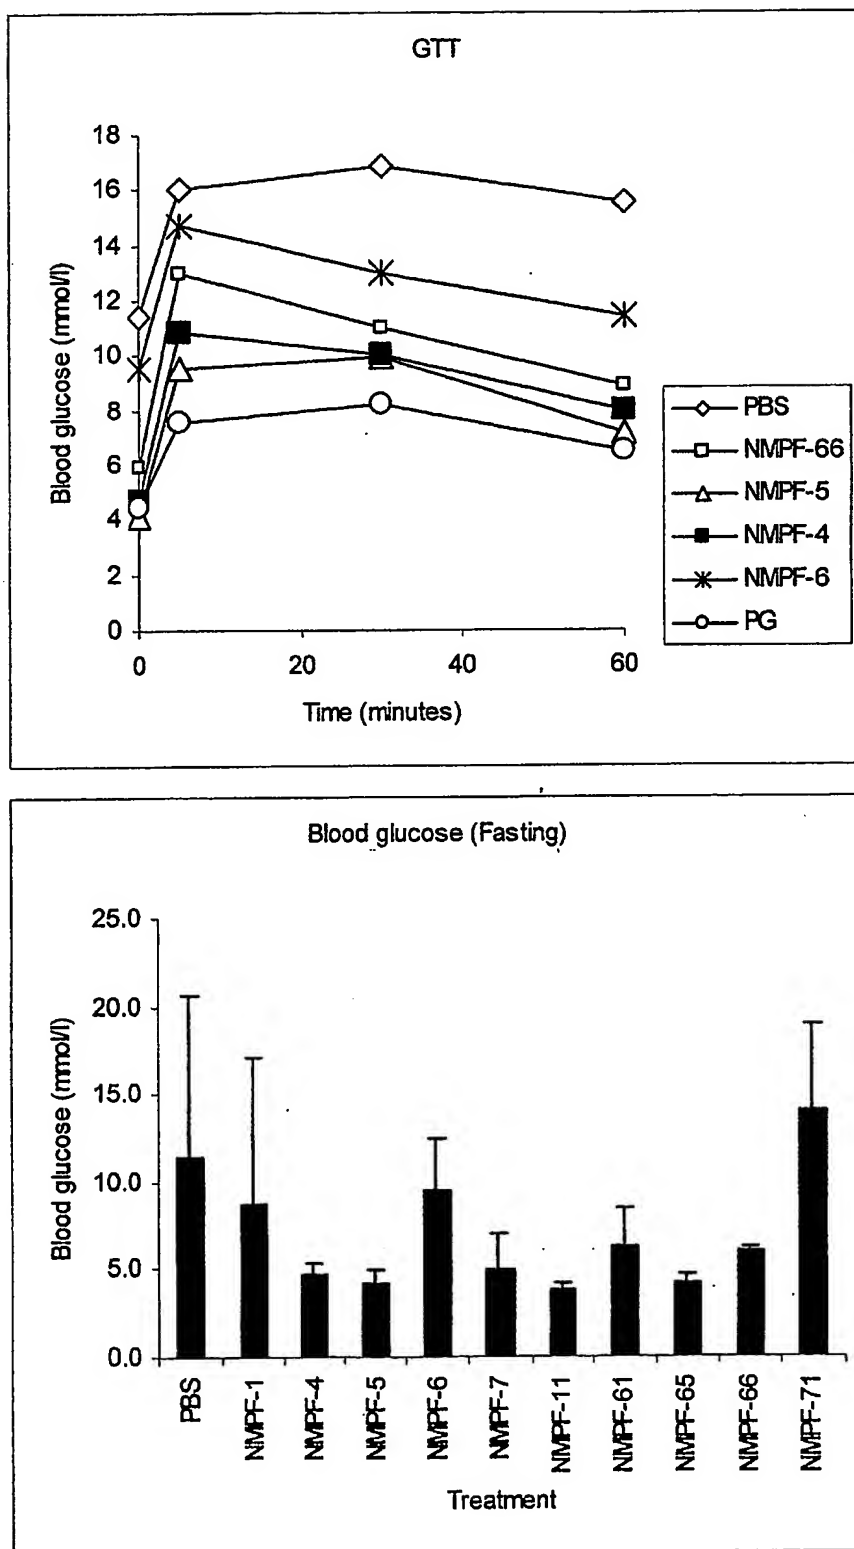 GTT
Blood glucose (mmol/l)
18
16
14
12
10
8
6
4
2
0
0 20 40 60
Time (minutes)
PBS
NMPF-66
NMPF-5
NMPF-4
NMPF-6
PG
Blood glucose (Fasting)
Blood glucose (mmol/l)
25.0
20.0
15.0
10.0
5.0
0.0
PBS
NMPF-1
NMPF-4
NMPF-5
NMPF-6
NMPF-7
NMPF-11
NMPF-61
NMPF-65
NMPF-66
NMPF-71
Treatment